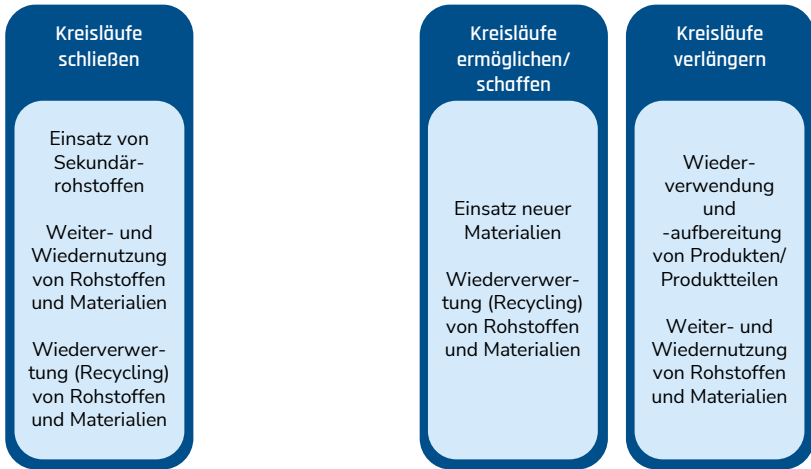 Kreisläufe
schließen
Einsatz von
Sekundär-
rohstoffen
Weiter- und
Wiedernutzung
von Rohstoffen
und Materialien
Wiederverwer-
tung (Recycling)
von Rohstoffen
und Materialien
Kreisläufe
ermöglichen/
schaffen
Einsatz neuer
Materialien
Wiederverwer-
tung (Recycling)
von Rohstoffen
und Materialien
Kreisläufe
verlängern
Wieder-
verwendung
und
-aufbereitung
von Produkten/
Produktteilen
Weiter- und
Wiedernutzung
von Rohstoffen
und Materialien